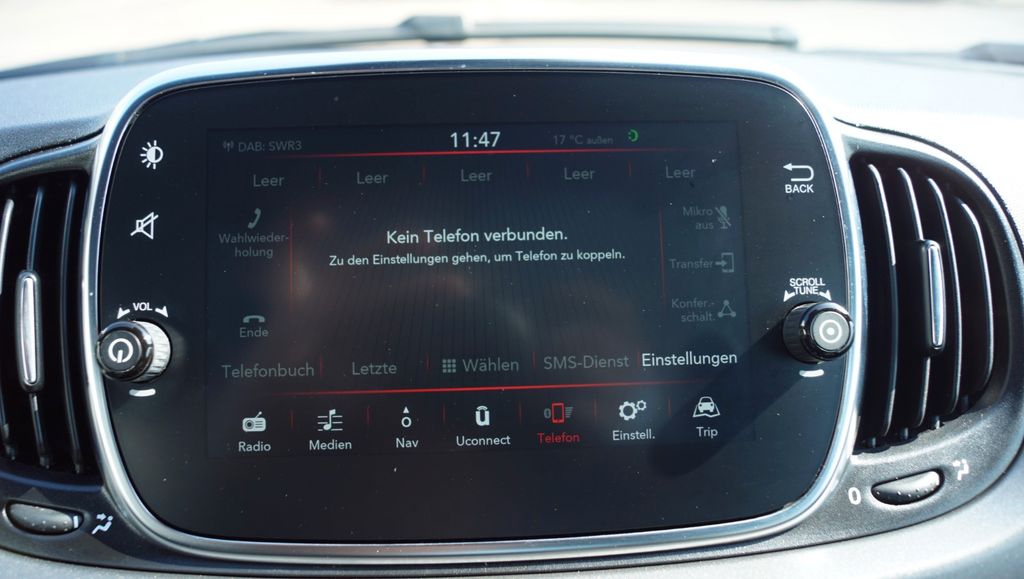 DAB: SWR3
11:47
17 °C außen
Leer Leer Leer Leer Leer
BACK
Wahlwieder-
holung
Mikro
aus
Kein Telefon verbunden.
Zu den Einstellungen gehen, um Telefon zu koppeln.
Transfer
VOL
SCROLL
TUNE
Konfer.-
schalt.
Ende
Telefonbuch Letzte Wählen SMS-Dienst Einstellungen
Radio Medien Nav Uconnect Telefon Einstell. Trip
0